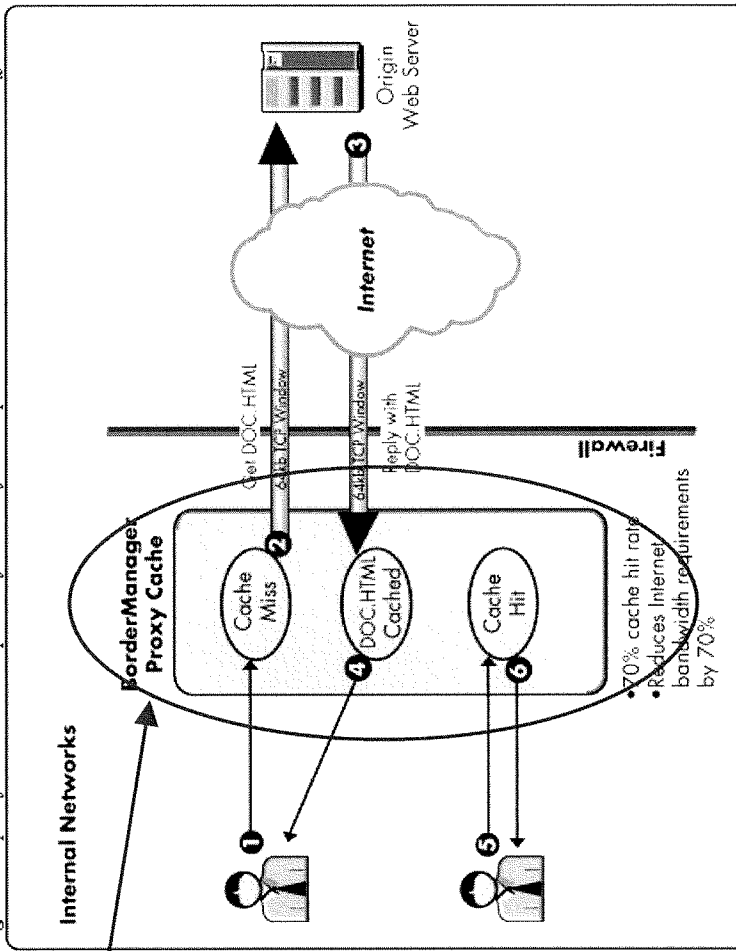 Internal Networks
BorderManager
Proxy Cache
Get DOC.HTML
64kb TCP Window
Cache
Miss
Internet
Origin
Web Server
64kb TCP Window
Reply with
DOC.HTML
DOC.HTML
Cached
Cache
Hit
Firewall
•70% cache hit rate
•Reduces Internet
bandwidth requirements
by 70%
1
2
3
4
5
6